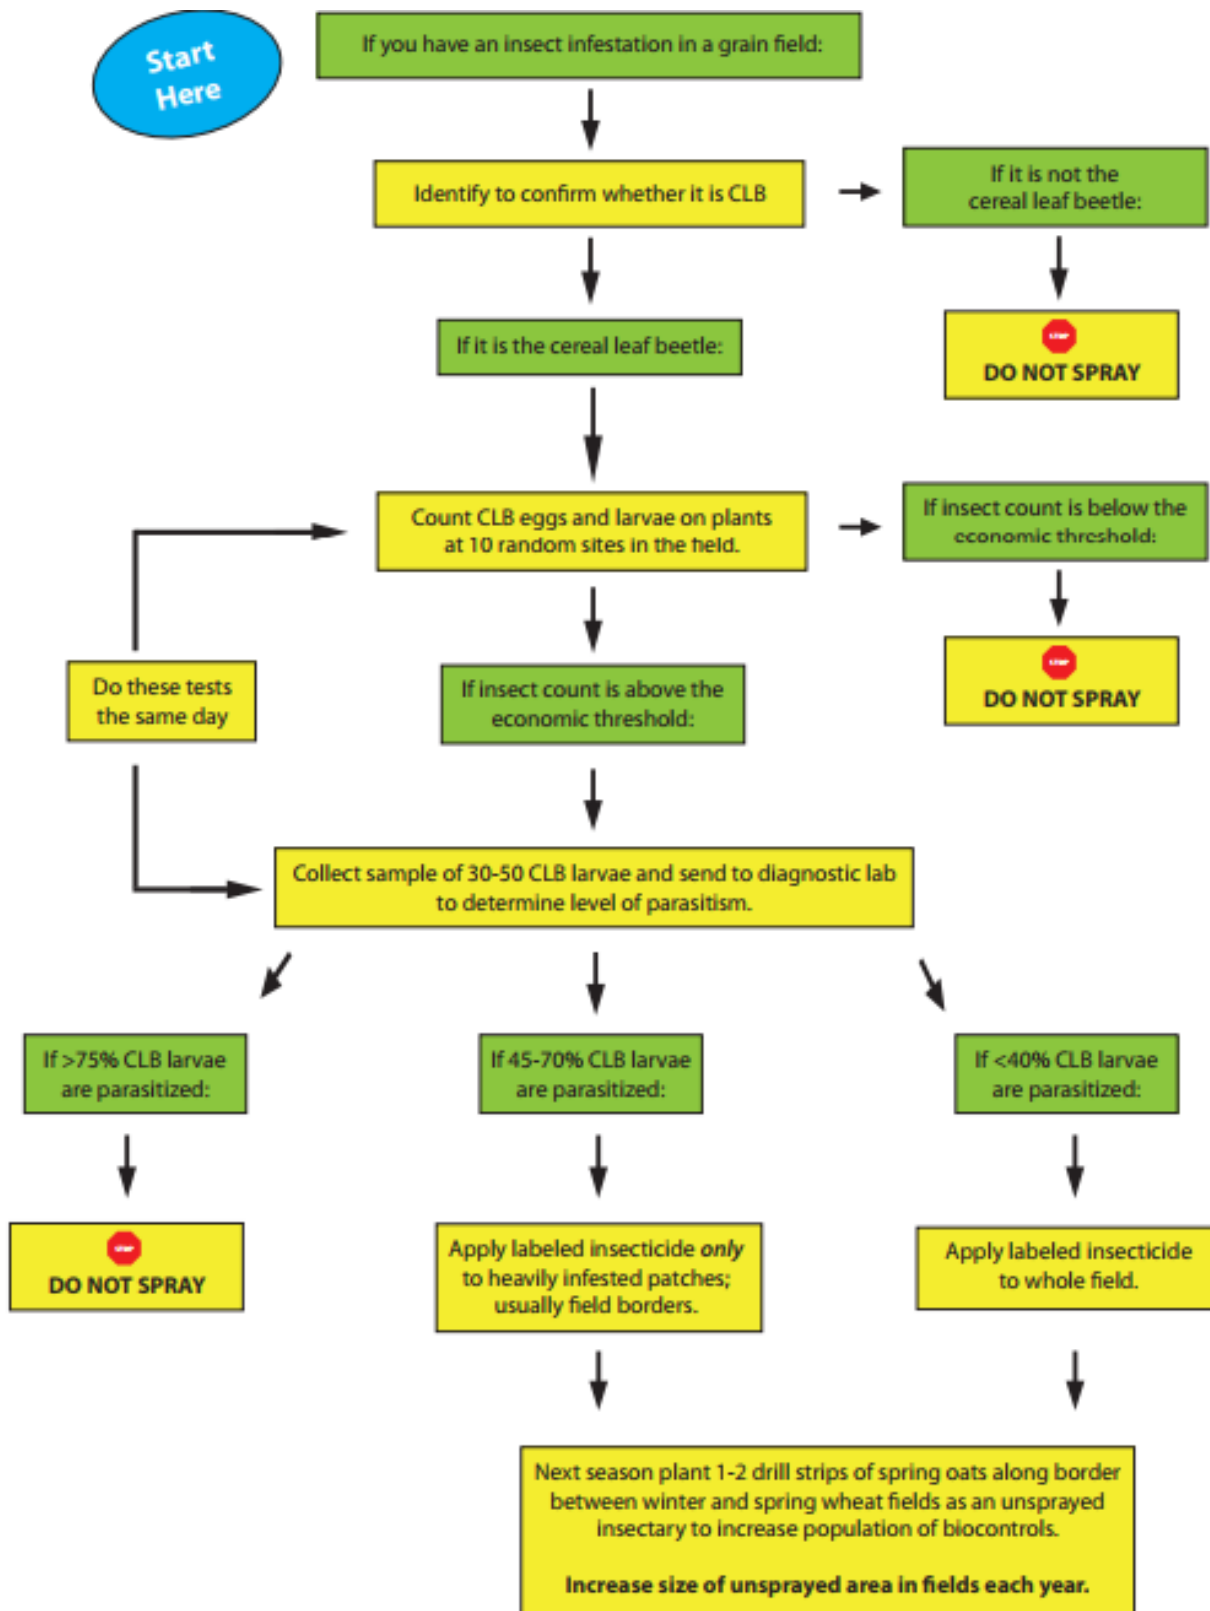 Start
Here
If you have an insect infestation in a grain field:
Identify to confirm whether it is CLB
If it is not the
cereal leaf beetle:
STOP
DO NOT SPRAY
If it is the cereal leaf beetle:
Count CLB eggs and larvae on plants
at 10 random sites in the field.
If insect count is below the
economic threshold:
STOP
DO NOT SPRAY
Do these tests
the same day
If insect count is above the
economic threshold:
Collect sample of 30-50 CLB larvae and send to diagnostic lab
to determine level of parasitism.
If >75% CLB larvae
are parasitized:
If 45-70% CLB larvae
are parasitized:
If <40% CLB larvae
are parasitized:
STOP
DO NOT SPRAY
Apply labeled insecticide only
to heavily infested patches;
usually field borders.
Apply labeled insecticide
to whole field.
Next season plant 1-2 drill strips of spring oats along border
between winter and spring wheat fields as an unsprayed
insectary to increase population of biocontrols.
Increase size of unsprayed area in fields each year.